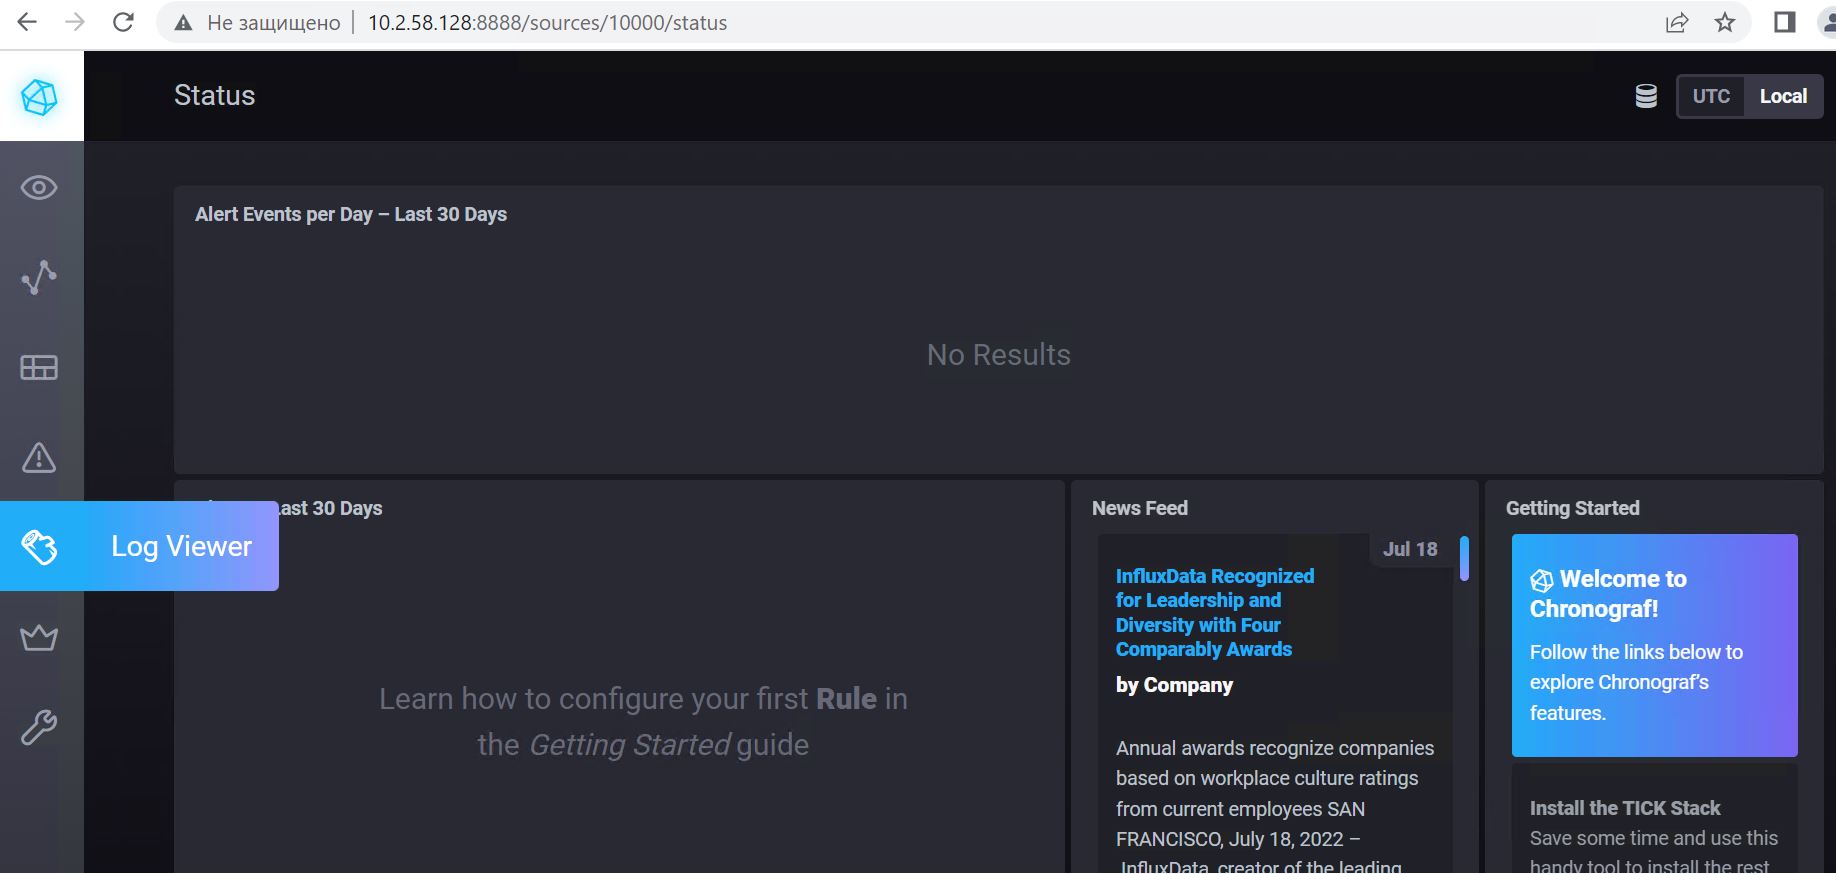 Не защищено
10.2.58.128:8888/sources/10000/status
Status
UTC
Local
Alert Events per Day – Last 30 Days
No Results
Last 30 Days
Log Viewer
Learn how to configure your first Rule in
the Getting Started guide
News Feed
Jul 18
InfluxData Recognized
for Leadership and
Diversity with Four
Comparably Awards
by Company
Annual awards recognize companies
based on workplace culture ratings
from current employees SAN
FRANCISCO, July 18, 2022 –
InfluxData, creator of the leading
Getting Started
Welcome to
Chronograf!
Follow the links below to
explore Chronograf’s
features.
Install the TICK Stack
Save some time and use this
handy tool to install the rest